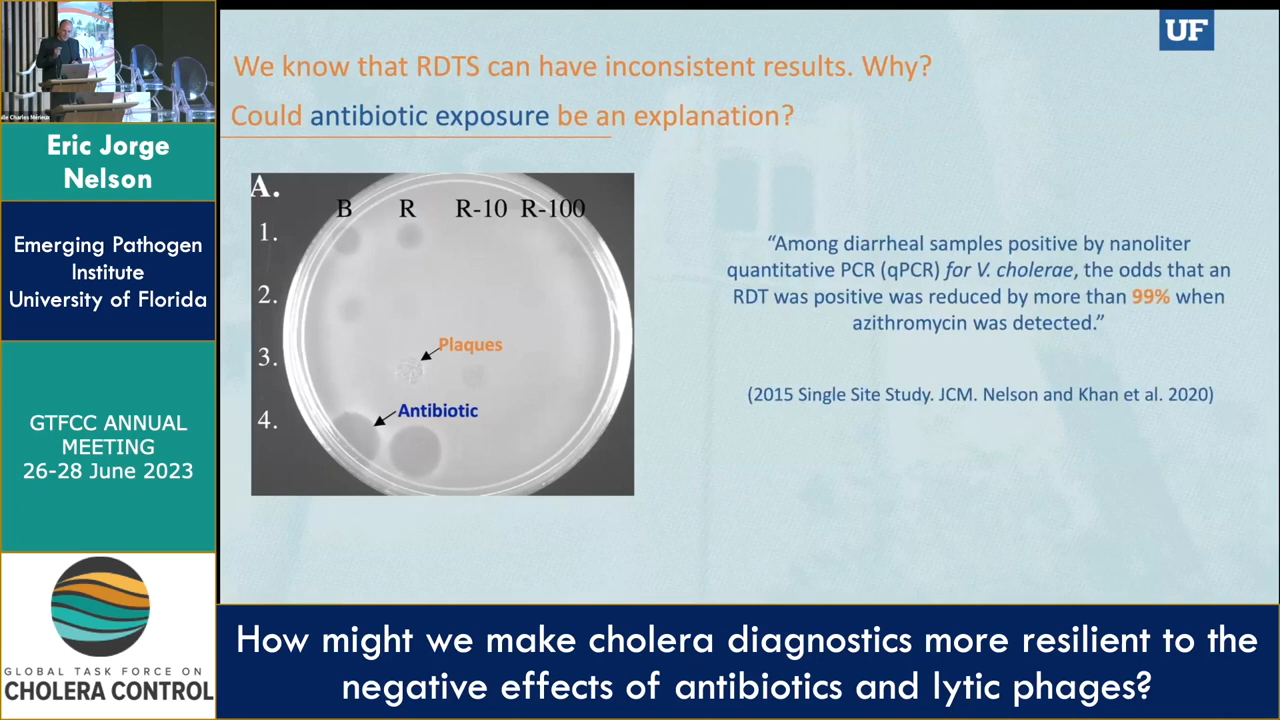 UF
We know that RDTS can have inconsistent results. Why?
Could antibiotic exposure be an explanation?
Eric Jorge
Nelson
Emerging Pathogen
Institute
University of Florida
GTFCC ANNUAL
MEETING
26-28 June 2023
GLOBAL TASK FORCE ON
CHOLERA CONTROL
A.
B R R-10 R-100
1.
2.
3.
4.
Plaques
Antibiotic
“Among diarrheal samples positive by nanoliter
quantitative PCR (qPCR) for V. cholerae, the odds that an
RDT was positive was reduced by more than 99% when
azithromycin was detected.”
(2015 Single Site Study. JCM. Nelson and Khan et al. 2020)
How might we make cholera diagnostics more resilient to the
negative effects of antibiotics and lytic phages?